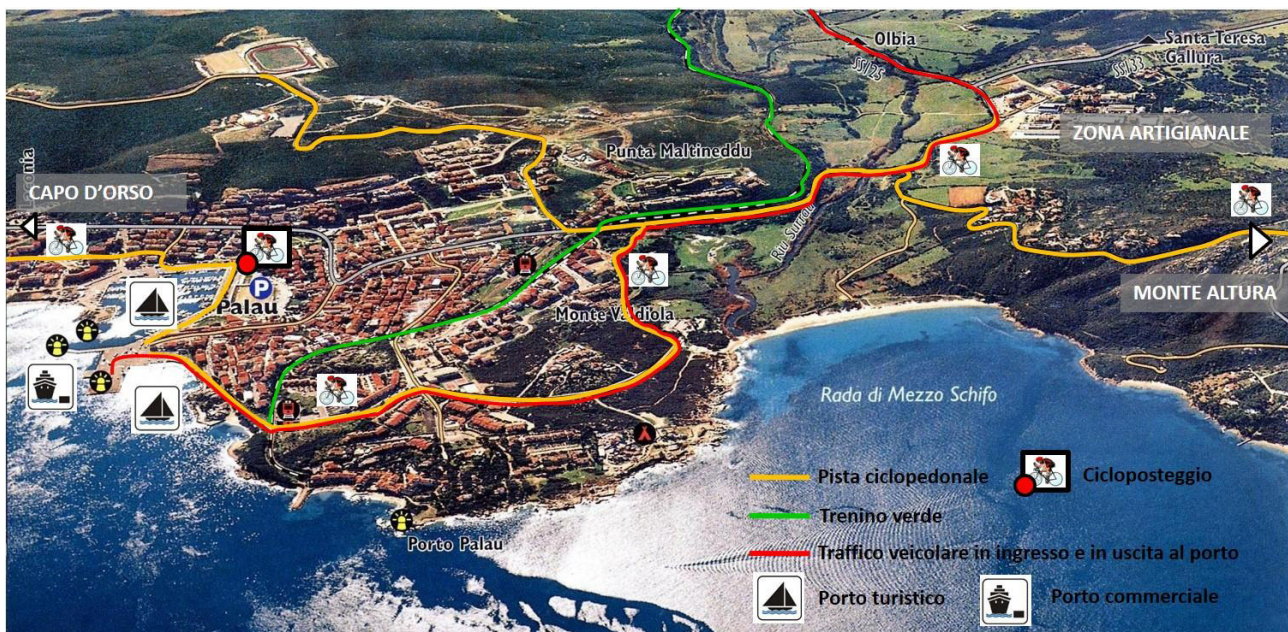 Olbia
SS125
Santa Teresa
Gallura
SS133
ZONA ARTIGIANALE
Punta Maltineddu
CAPO D'ORSO
Riu Surrau
P
Palau
MONTE ALTURA
Monte Valdiola
Rada di Mezzo Schifo
Pista ciclopedonale
Cicloposteggio
Trenino verde
Porto Palau
Traffico veicolare in ingresso e in uscita al porto
Porto turistico
Porto commerciale